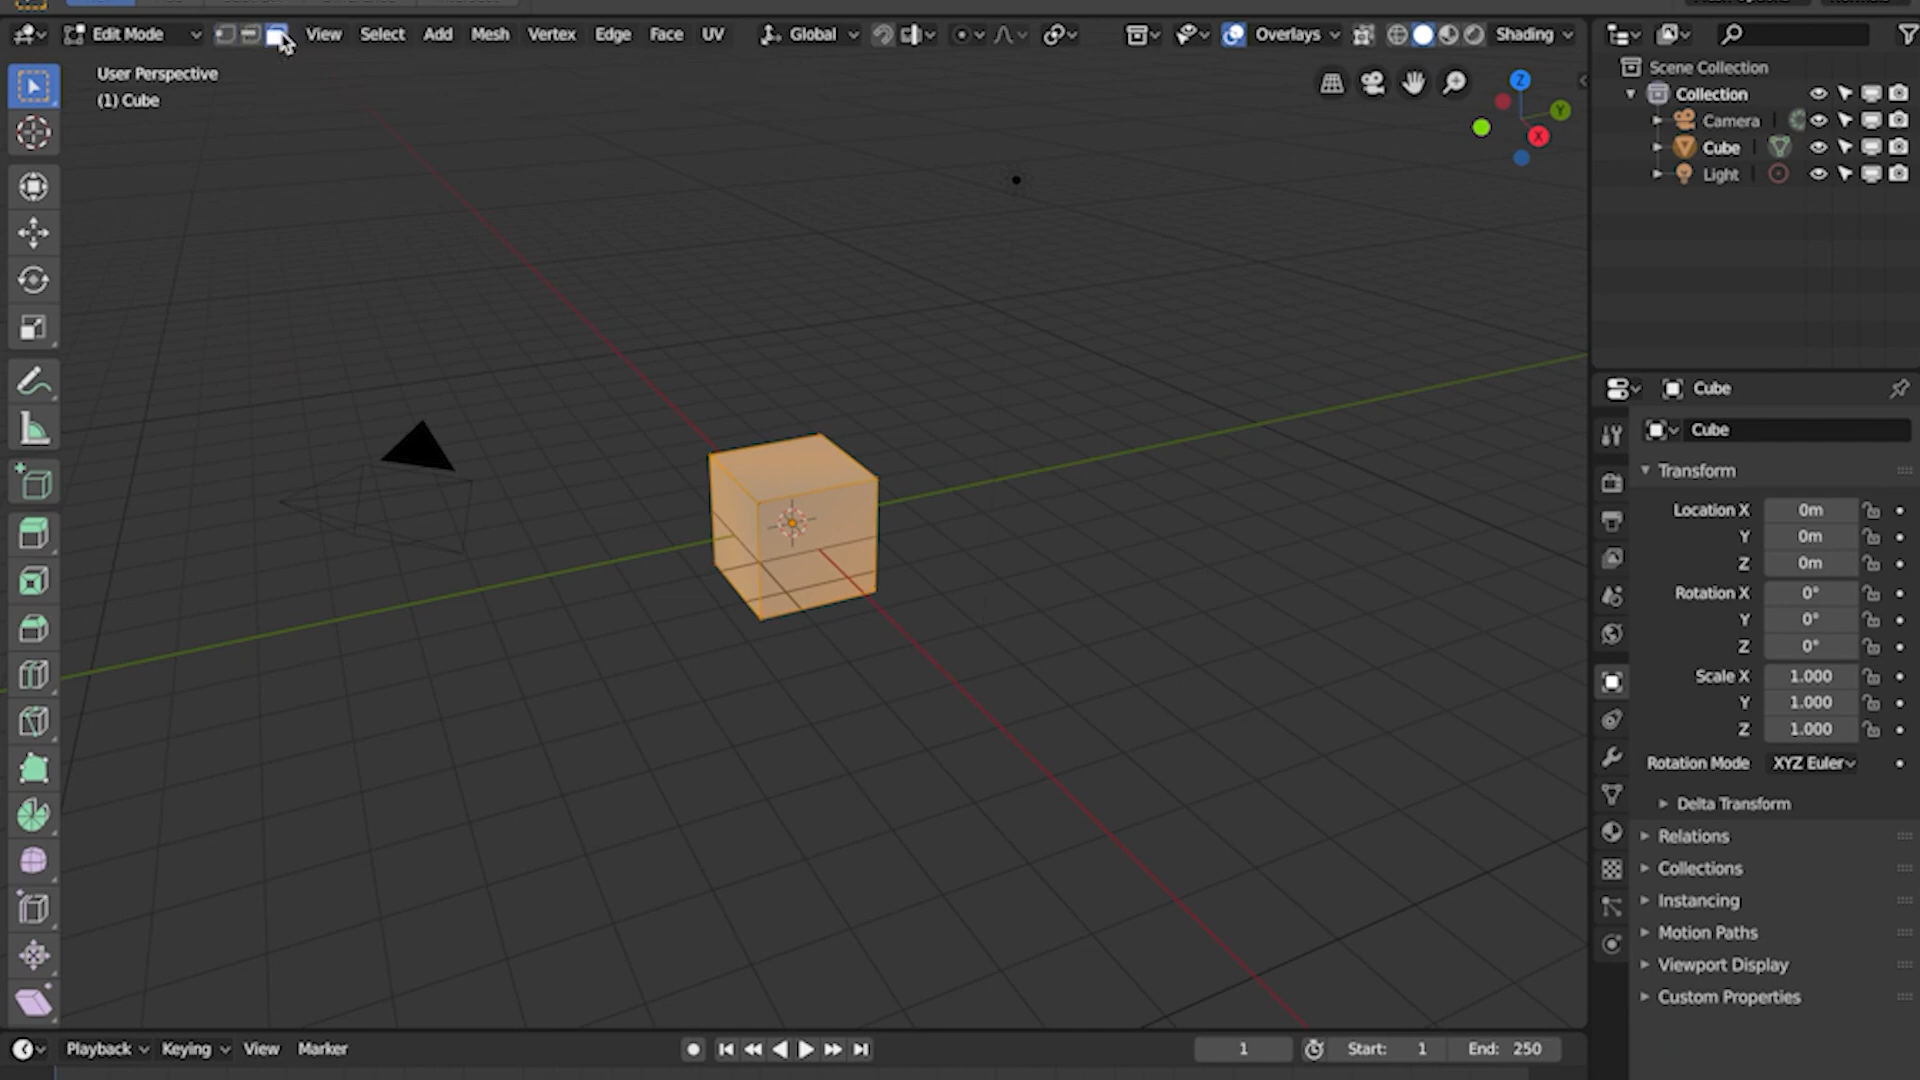 Edit Mode View Select Add Mesh Vertex Edge Face UV Global Overlays Shading
User Perspective
(1) Cube
Z
Y
X
Scene Collection
Collection
Camera
Cube
Light
Cube
Cube
Transform
Location X 0m
Y 0m
Z 0m
Rotation X 0°
Y 0°
Z 0°
Scale X 1.000
Y 1.000
Z 1.000
Rotation Mode XYZ Euler
Delta Transform
Relations
Collections
Instancing
Motion Paths
Viewport Display
Custom Properties
Playback Keying View Marker 1 Start: 1 End: 250